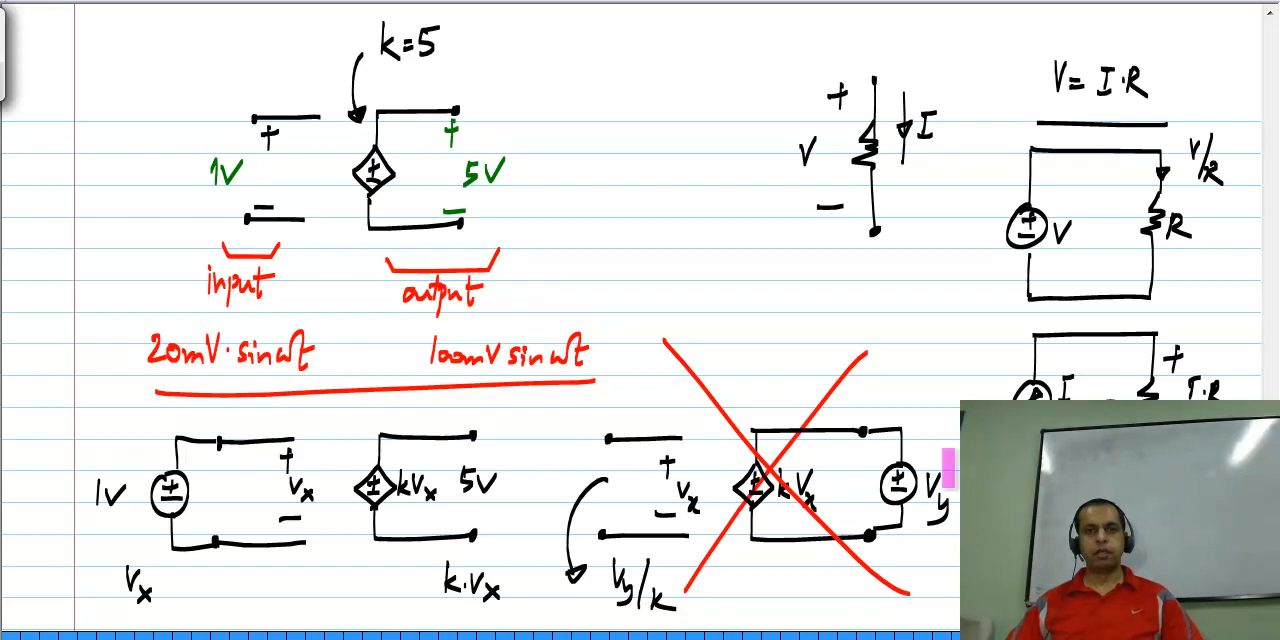 k=5
V = I·R
+
+
+
I
1V
5V
V
V/R
−
−
−
±
±
V
R
input
output
20mV·sinωt
100mV sinωt
+
I
I·R
1V
±
+
Vx
−
±
kVx
5V
+
Vx
−
±
kVx
±
Vy
Vx
k·Vx
Vy/k